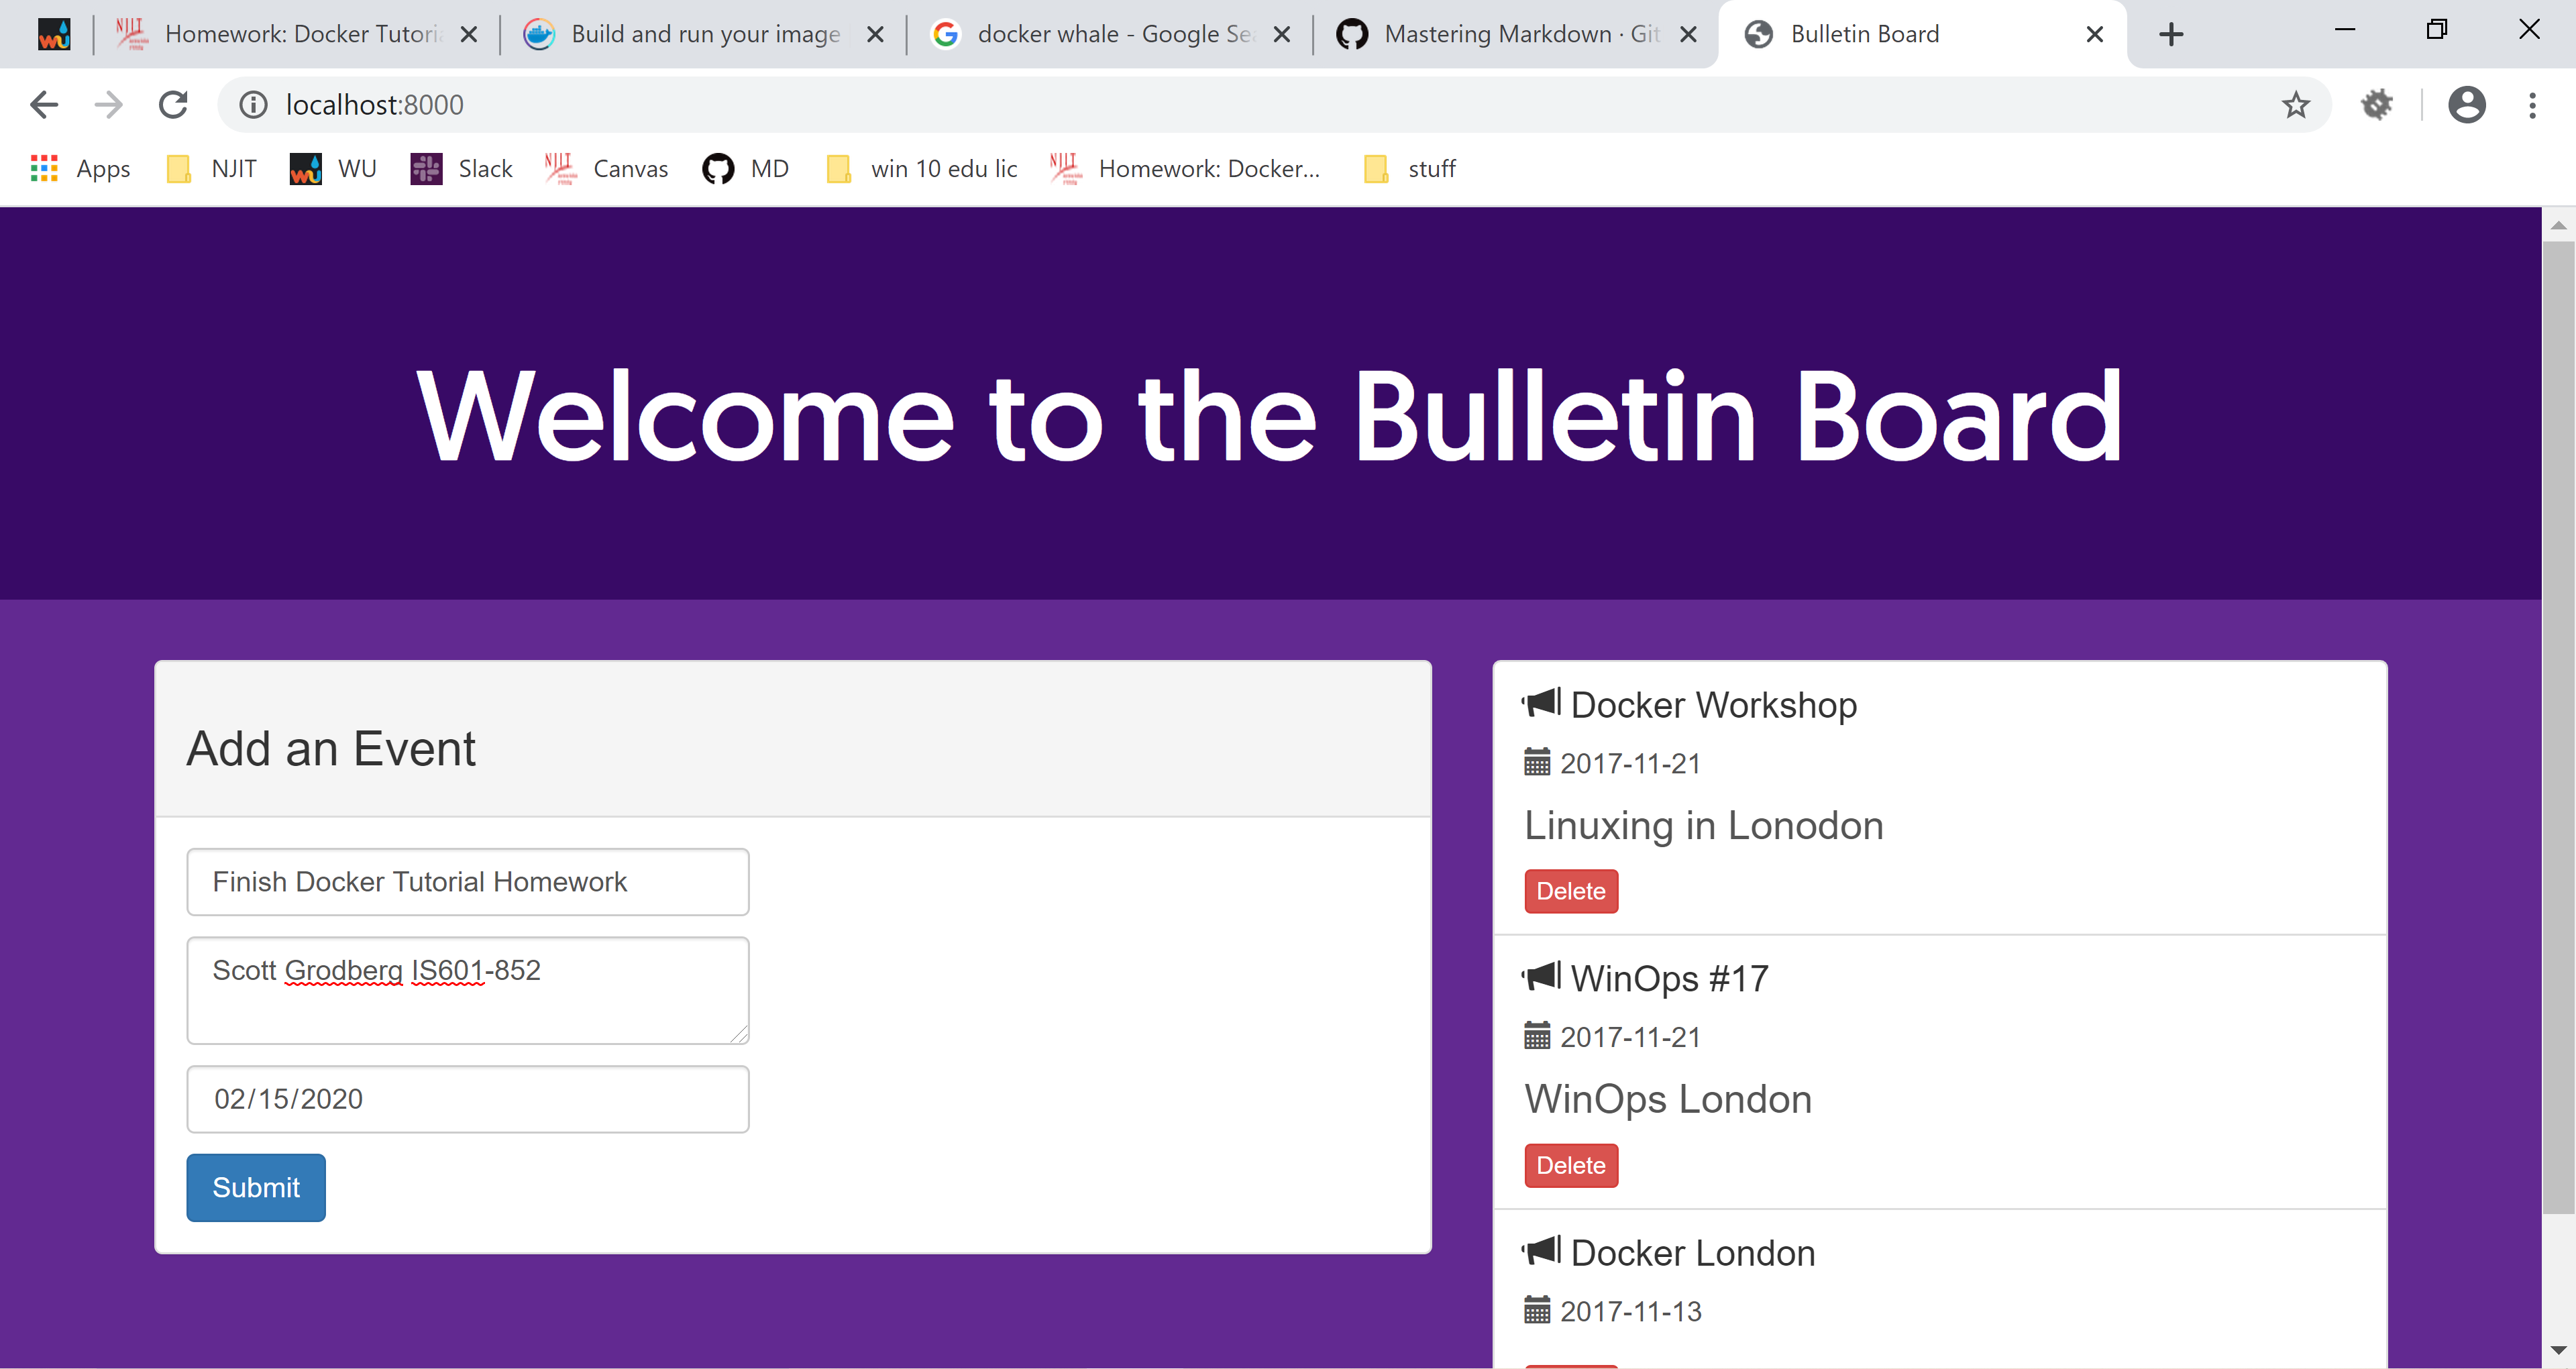 Homework: Docker Tutoria
Build and run your image
docker whale - Google Sea
Mastering Markdown · Git
Bulletin Board
localhost:8000
Apps
NJIT
WU
Slack
Canvas
MD
win 10 edu lic
Homework: Docker...
stuff
Welcome to the Bulletin Board
Add an Event
Finish Docker Tutorial Homework
Scott Grodberg IS601-852
02/15/2020
Submit
Docker Workshop
2017-11-21
Linuxing in Lonodon
Delete
WinOps #17
2017-11-21
WinOps London
Delete
Docker London
2017-11-13